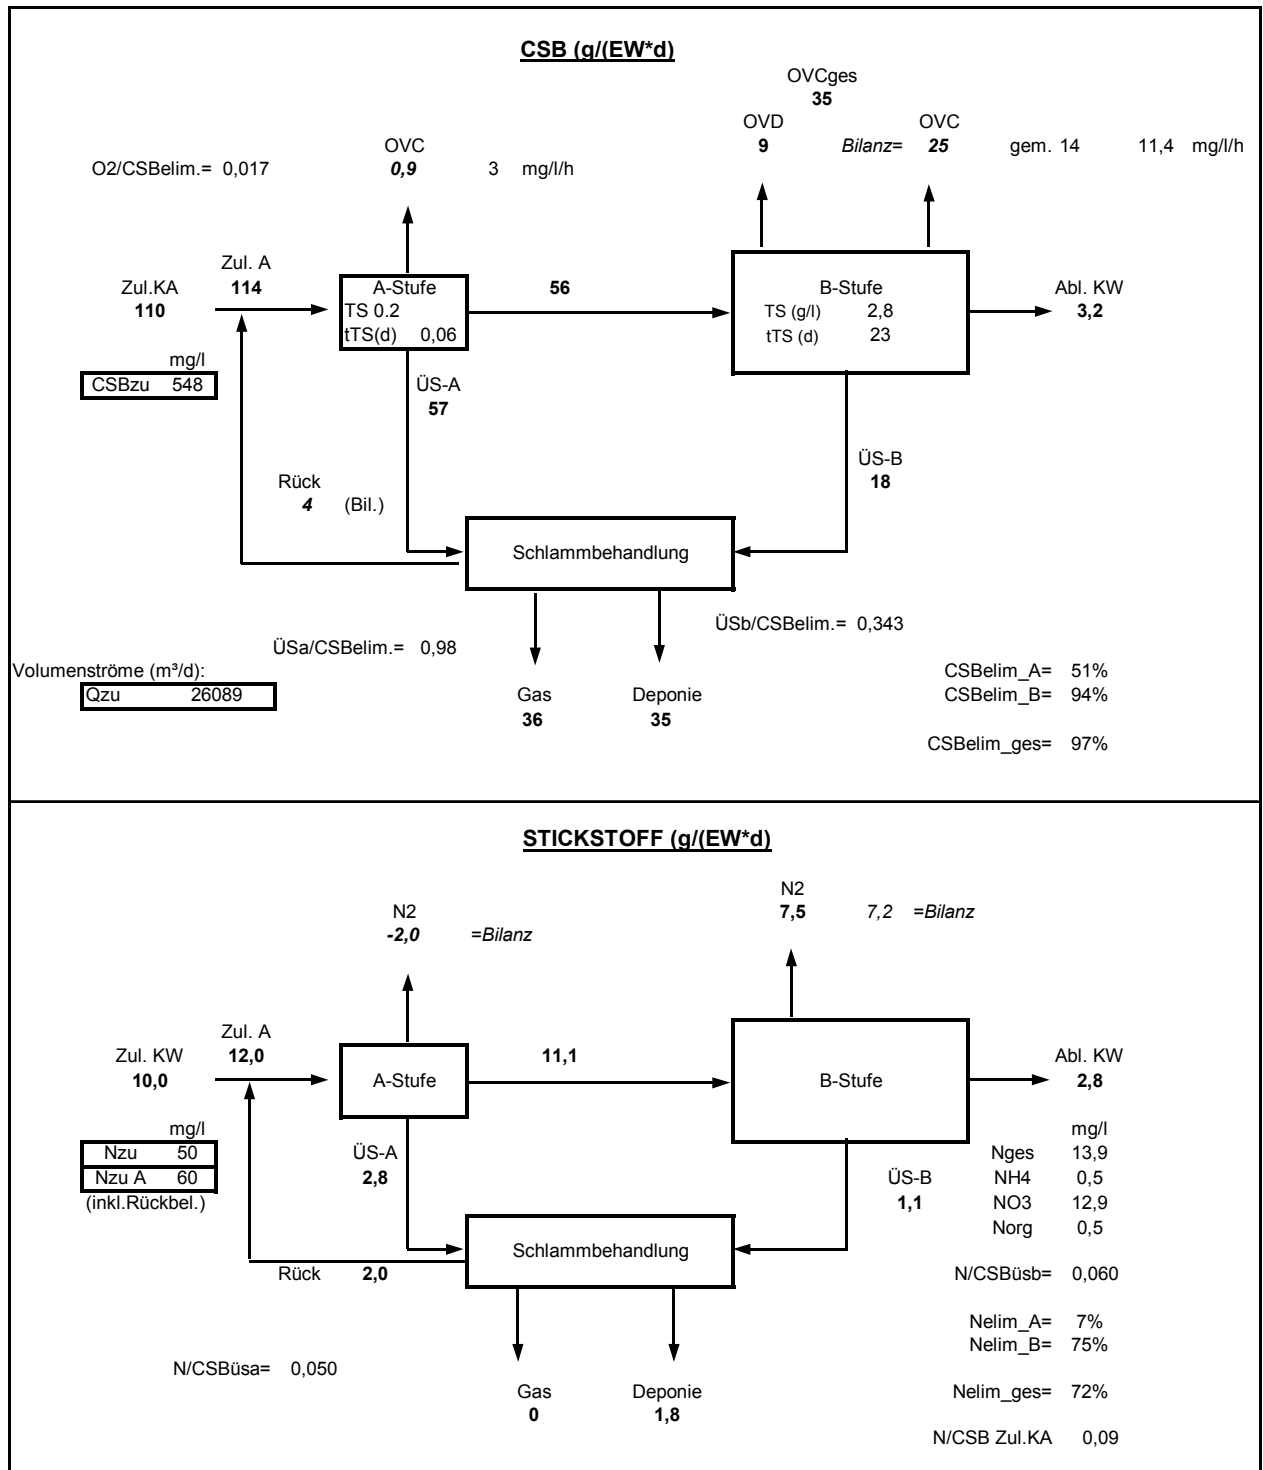 CSB (g/(EW*d)
OVCges
35
OVD OVC
9 Bilanz= 25 gem. 14 11,4 mg/l/h
OVC
O2/CSBelim.= 0,017 0,9 3 mg/l/h
Zul. A
Zul.KA 114 A-Stufe 56 B-Stufe Abl. KW
110 TS 0.2 TS (g/l) 2,8 3,2
tTS(d) 0,06 tTS (d) 23
mg/l
CSBzu 548 ÜS-A
57
ÜS-B
18
Rück
4 (Bil.)
Schlammbehandlung
ÜSb/CSBelim.= 0,343
ÜSa/CSBelim.= 0,98
Volumenströme (m³/d):
Qzu 26089
Gas Deponie
36 35
CSBelim_A= 51%
CSBelim_B= 94%
CSBelim_ges= 97%
STICKSTOFF (g/(EW*d)
N2
7,5 7,2 =Bilanz
N2
-2,0 =Bilanz
Zul. A
Zul. KW 12,0 11,1 Abl. KW
10,0 A-Stufe B-Stufe 2,8
mg/l mg/l
Nzu 50 ÜS-A Nges 13,9
Nzu A 60 2,8 ÜS-B NH4 0,5
(inkl.Rückbel.) 1,1 NO3 12,9
Norg 0,5
Schlammbehandlung
Rück 2,0 N/CSBüsb= 0,060
Nelim_A= 7%
Nelim_B= 75%
N/CSBüsa= 0,050
Gas Deponie Nelim_ges= 72%
0 1,8
N/CSB Zul.KA 0,09